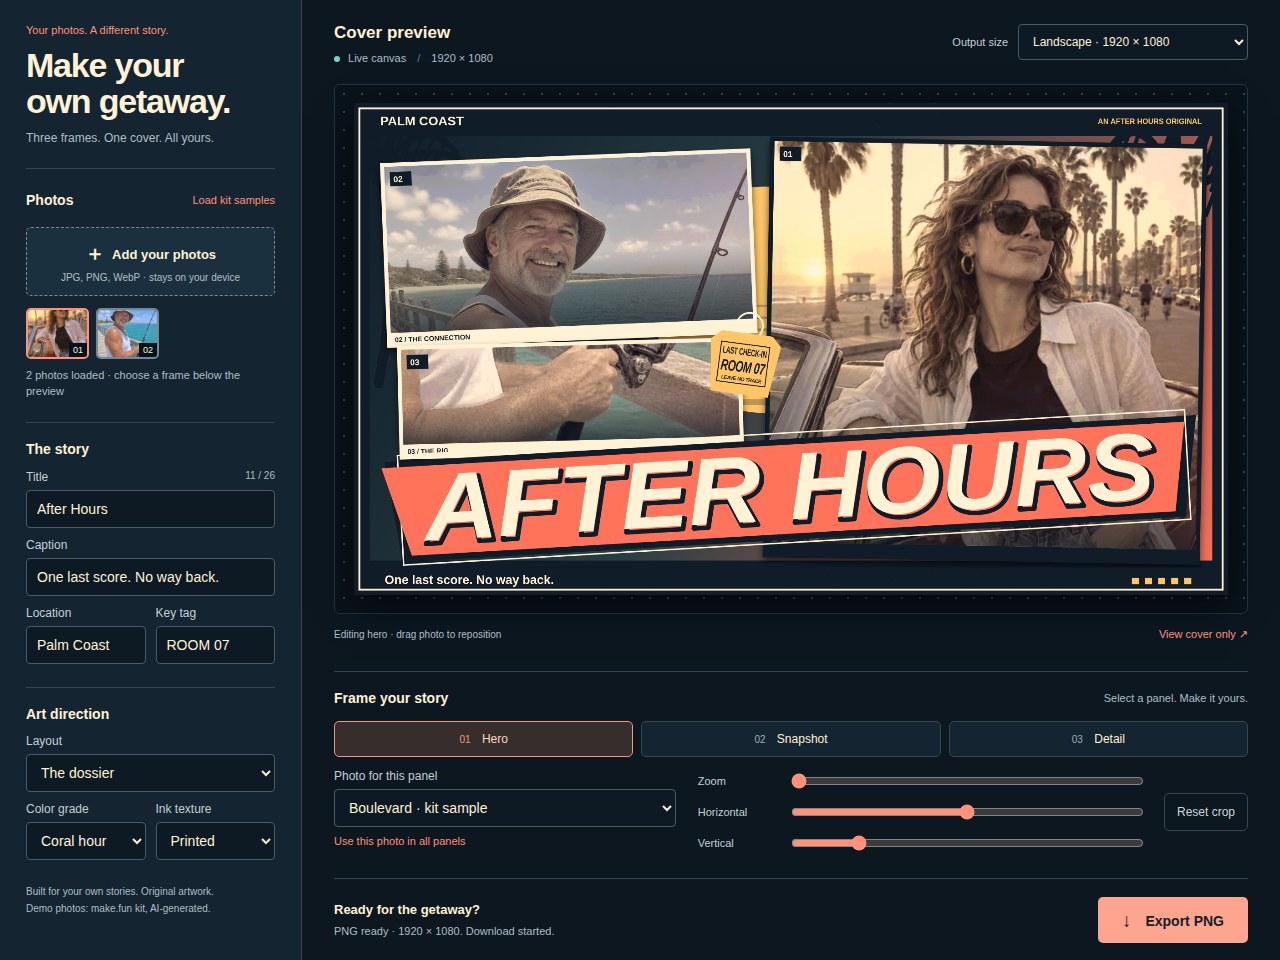 Your photos. A different story.
Make your
own getaway.
Three frames. One cover. All yours.
Photos
Load kit samples
+ Add your photos
JPG, PNG, WebP · stays on your device
01
02
2 photos loaded · choose a frame below the
preview
The story
Title
11 / 26
After Hours
Caption
One last score. No way back.
Location
Key tag
Palm Coast
ROOM 07
Art direction
Layout
The dossier
Color grade
Ink texture
Coral hour
Printed
Built for your own stories. Original artwork.
Demo photos: make.fun kit, AI-generated.
Cover preview
Live canvas / 1920 × 1080
Output size
Landscape · 1920 × 1080
PALM COAST
AN AFTER HOURS ORIGINAL
02
01
02 / THE CONNECTION
03
LAST CHECK-IN
ROOM 07
LEAVE NO TRACE
03 / THE RIG
AFTER HOURS
One last score. No way back.
Editing hero · drag photo to reposition
View cover only ↗
Frame your story
Select a panel. Make it yours.
01 Hero
02 Snapshot
03 Detail
Photo for this panel
Boulevard · kit sample
Use this photo in all panels
Zoom
Horizontal
Vertical
Reset crop
Ready for the getaway?
PNG ready · 1920 × 1080. Download started.
↓ Export PNG